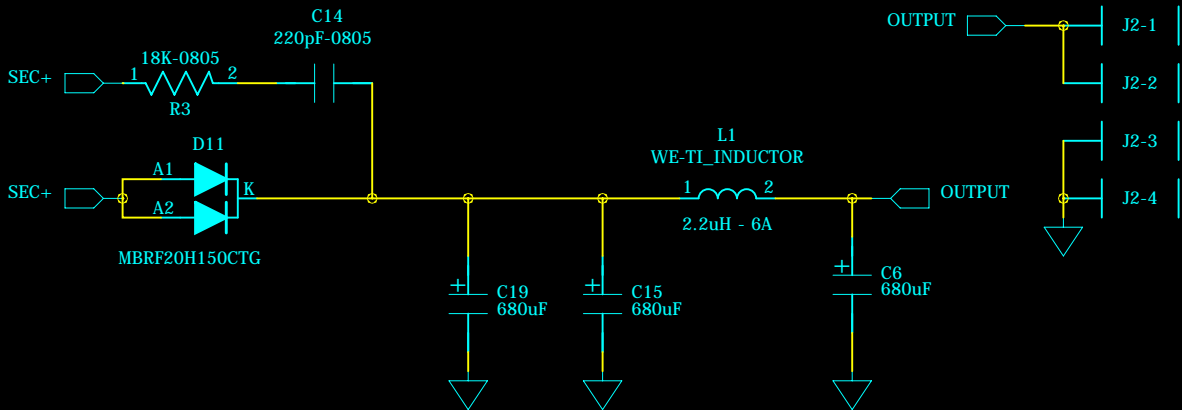 C14
220pF-0805
OUTPUT
J2-1
18K-0805
SEC+
1
2
R3
J2-2
D11
L1
WE-TI_INDUCTOR
J2-3
A1
SEC+
K
A2
1
2
2.2uH - 6A
OUTPUT
J2-4
MBRF20H150CTG
+
C19
680uF
+
C15
680uF
+
C6
680uF